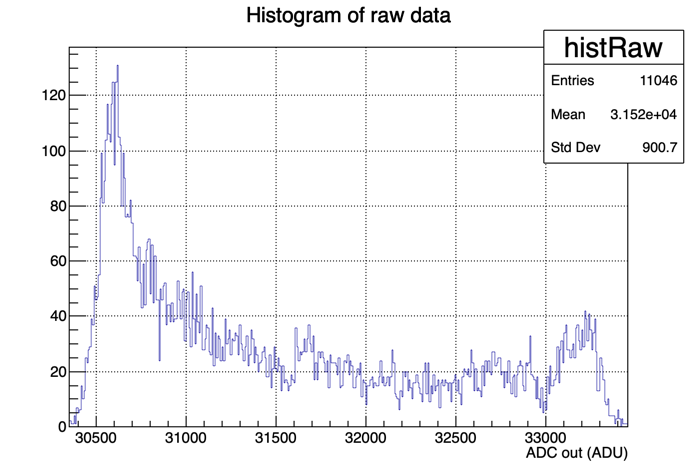 Histogram of raw data
histRaw
Entries 11046
Mean 3.152e+04
Std Dev 900.7
120
100
80
60
40
20
0
30500 31000 31500 32000 32500 33000
ADC out (ADU)